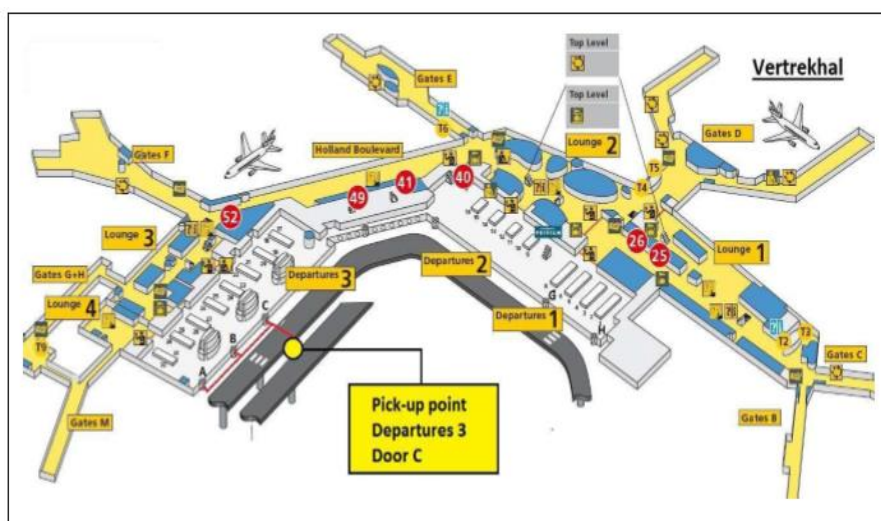 Top Level
Top Level
Vertrekhal
Gates E
T6
Lounge 2
Gates D
Holland Boulevard
T5
T4
Gates F
40
41
49
52
26
25
Lounge 3
Lounge 1
Gates G+H
Departures 3
Departures 2
Departures 1
Lounge 4
C
B
A
G
H
T9
T2
T3
Gates C
Gates B
Gates M
Pick-up point
Departures 3
Door C